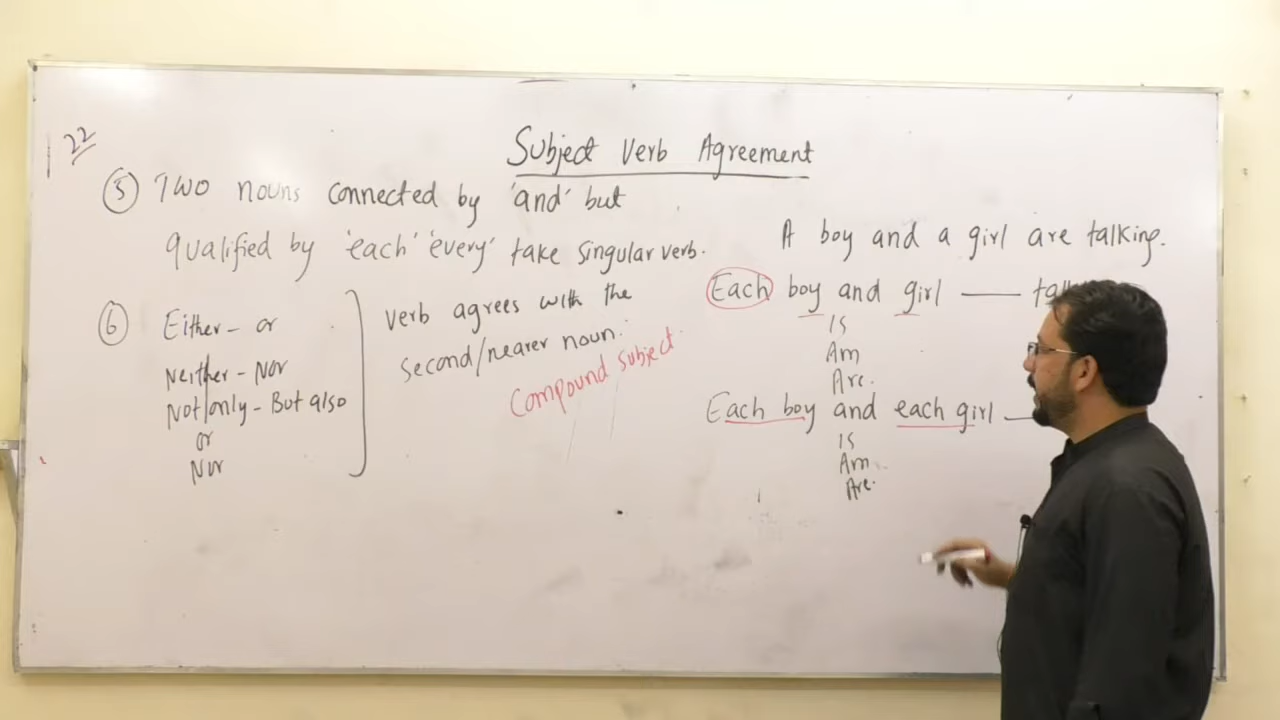 22
Subject Verb Agreement
5 Two nouns connected by 'and' but
qualified by 'each' 'every' take singular verb.
6 Either - or
Neither - Nor
Not only - But also
or
Nor
verb agrees with the
second/nearer noun.
Compound subject.
A boy and a girl are talking.
Each boy and girl ___
Is
Am
Are.
Each boy and each girl ___
Is
Am
Are.